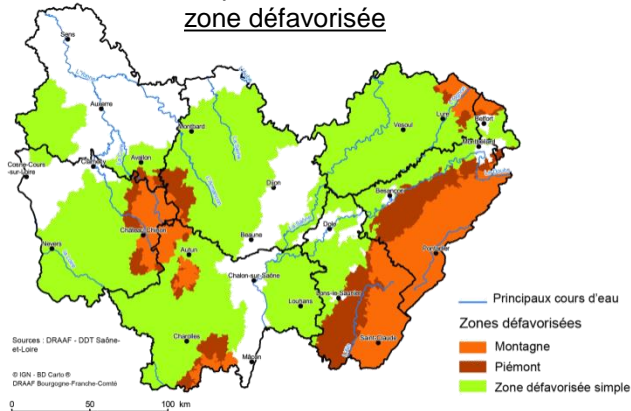 zone défavorisée
Sens
L'Yonne
Auxerre
Montbard
Avallon
Clamecy
Cosne-Cours
-sur-Loire
Dijon
Vesoul
Lure
Belfort
Montbéliard
Besançon
Dole
Château-Chinon
Beaune
Nevers
Autun
Chalon-sur-Saône
Pontarlier
Lons-le-Saunier
Louhans
Charolles
Mâcon
Saint-Claude
Principaux cours d'eau
Zones défavorisées
Montagne
Piémont
Zone défavorisée simple
Sources : DRAAF - DDT Saône-
et-Loire
© IGN - BD Carto ®
DRAAF Bourgogne-Franche-Comté
0 50 100 km